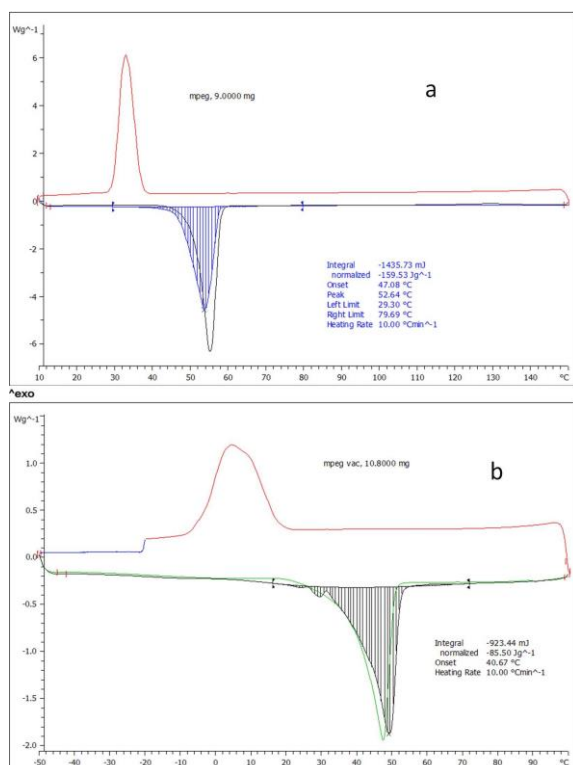 Wg^-1
a
mpeg, 9.0000 mg
6
4
2
0
-2
-4
-6
Integral -1435.73 mJ
normalized -159.53 Jg^-1
Onset 47.08 °C
Peak 52.64 °C
Left Limit 29.30 °C
Right Limit 79.69 °C
Heating Rate 10.00 °Cmin^-1
10 20 30 40 50 60 70 80 90 100 110 120 130 140 °C
^exo
Wg^-1
b
mpeg vac, 10.8000 mg
1.0
0.5
0.0
-0.5
-1.0
-1.5
-2.0
Integral -923.44 mJ
normalized -85.50 Jg^-1
Onset 40.67 °C
Heating Rate 10.00 °Cmin^-1
-50 -40 -30 -20 -10 0 10 20 30 40 50 60 70 80 90 °C